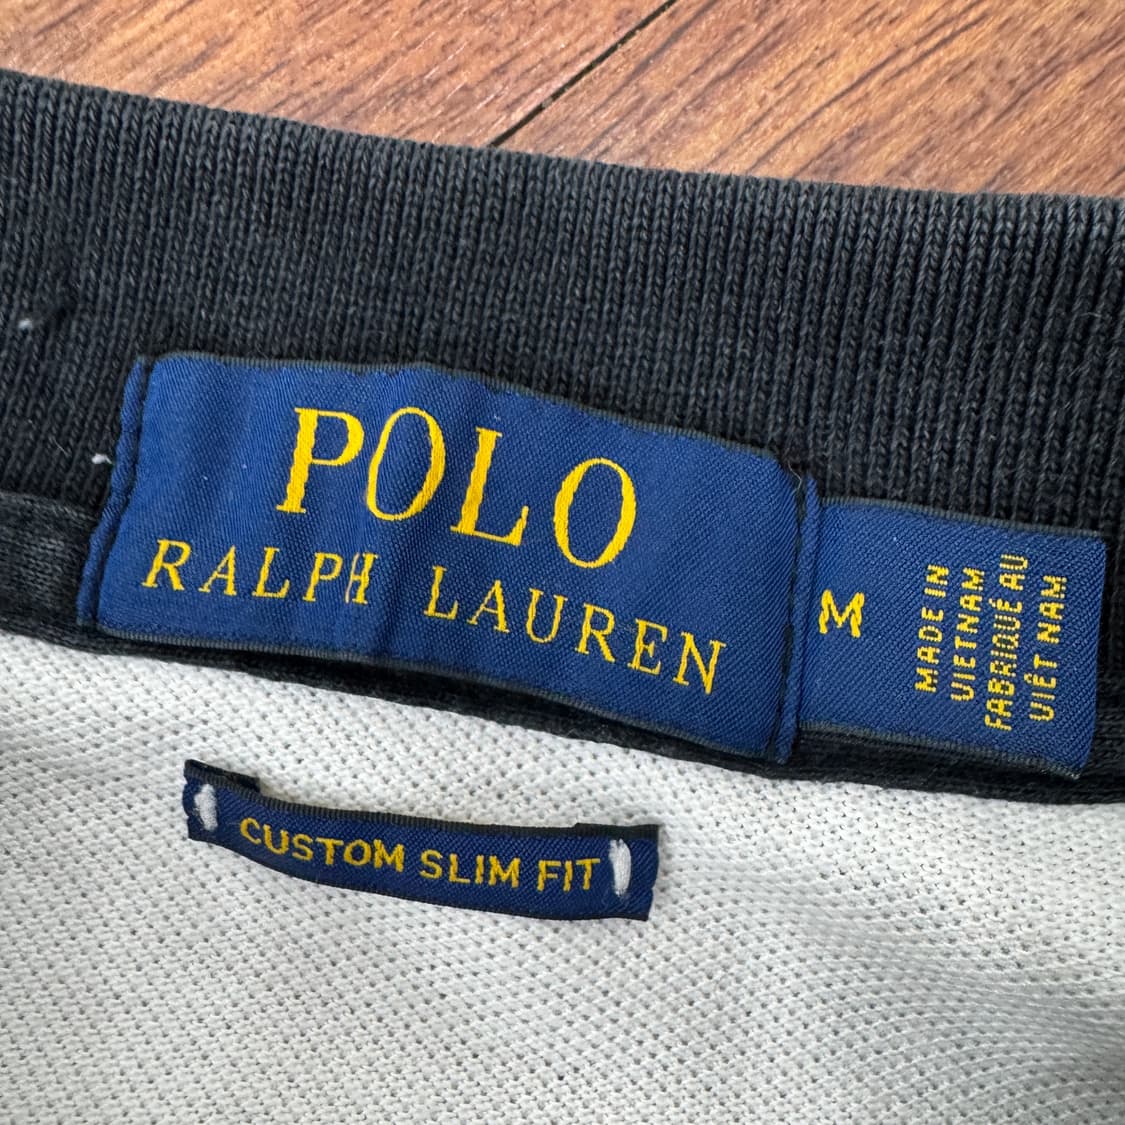 POLO
RALPH LAUREN
M
MADE IN
VIETNAM
FABRIQUÉ AU
VIÊT NAM
CUSTOM SLIM FIT